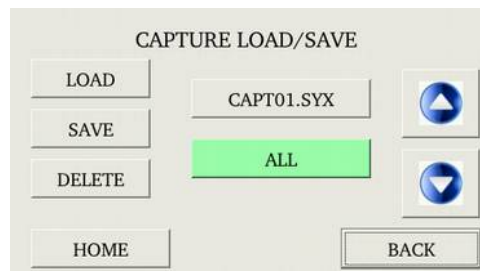 CAPTURE LOAD/SAVE
LOAD
CAPT01.SYX
SAVE
ALL
DELETE
HOME
BACK